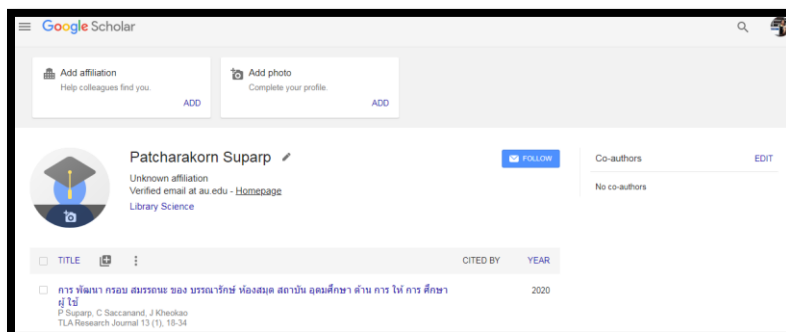 Google Scholar
Add affiliation
Help colleagues find you.
ADD
Add photo
Complete your profile.
ADD
Patcharakorn Suparp
Unknown affiliation
Verified email at au.edu - Homepage
Library Science
FOLLOW
Co-authors
EDIT
No co-authors
TITLE
CITED BY
YEAR
การ พัฒนา กรอบ สมรรถนะ ของ บรรณารักษ์ ห้องสมุด สถาบัน อุดมศึกษา ด้าน การ ให้ การ ศึกษา
ผู้ ใช้
2020
P Suparp, C Saccanand, J Kheokao
TLA Research Journal 13 (1), 18-34